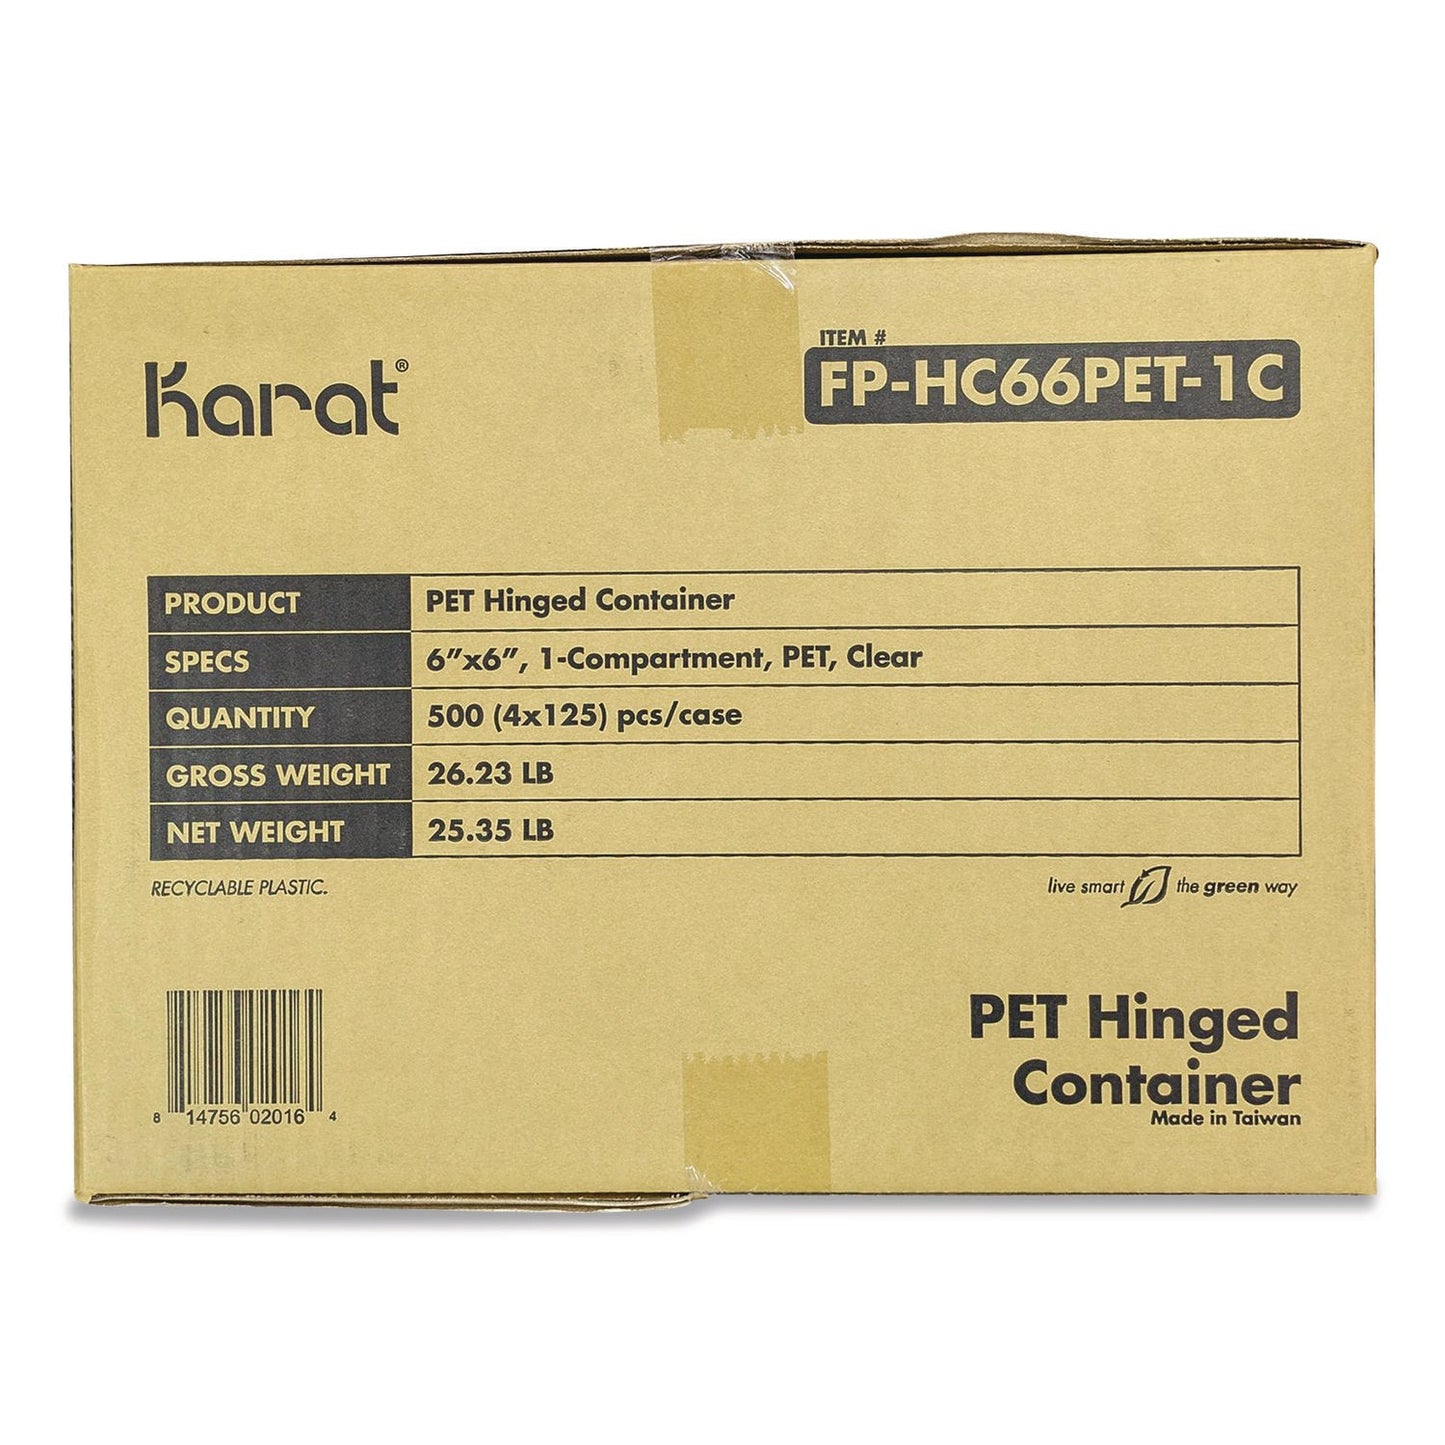 Karat®
ITEM #
FP-HC66PET-1C
PRODUCT PET Hinged Container
SPECS 6”x6”, 1-Compartment, PET, Clear
QUANTITY 500 (4x125) pcs/case
GROSS WEIGHT 26.23 LB
NET WEIGHT 25.35 LB
RECYCLABLE PLASTIC.
live smart the green way
8 14756 02016 4
PET Hinged
Container
Made in Taiwan